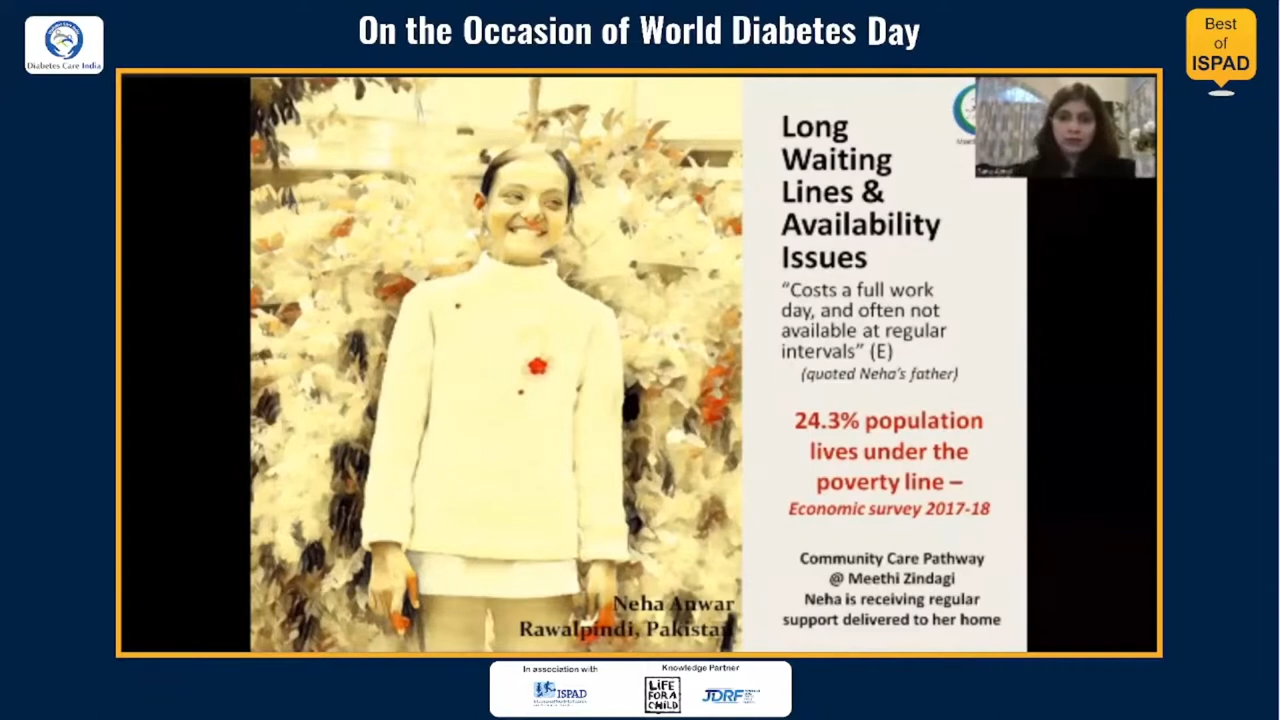 On the Occasion of World Diabetes Day
Diabetes Care India
Best
of
ISPAD
Long
Waiting
Lines &
Availability
Issues
“Costs a full work
day, and often not
available at regular
intervals” (E)
(quoted Neha’s father)
24.3% population
lives under the
poverty line –
Economic survey 2017-18
Community Care Pathway
@ Meethi Zindagi
Neha is receiving regular
support delivered to her home
Neha Anwar
Rawalpindi, Pakistan
In association with
ISPAD
Knowledge Partner
LiFE
FOR A
CHiLD
JDRF